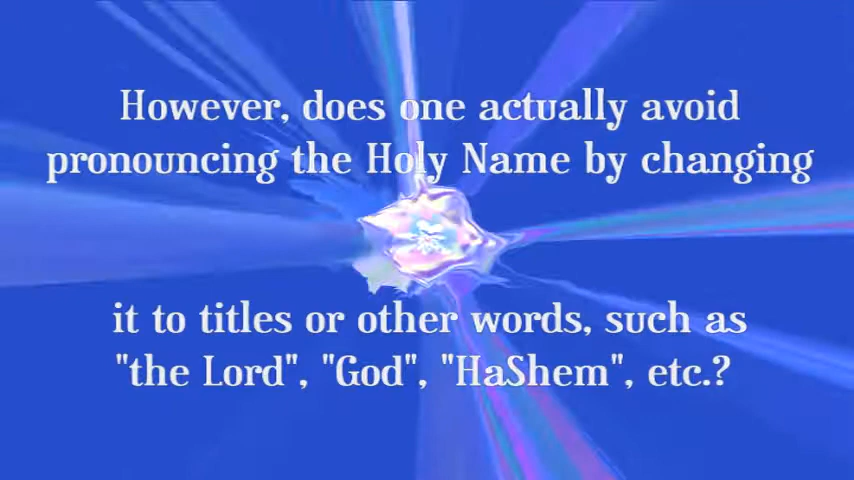 However, does one actually avoid
pronouncing the Holy Name by changing
it to titles or other words, such as
"the Lord", "God", "HaShem", etc.?